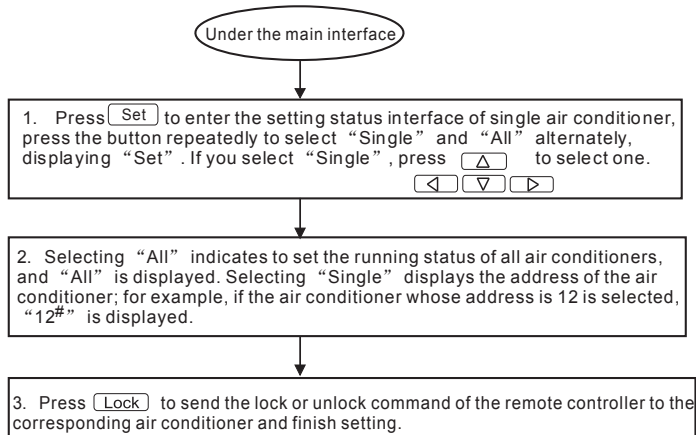 Under the main interface
1. Press Set to enter the setting status interface of single air conditioner,
press the button repeatedly to select “Single” and “All” alternately,
displaying “Set”. If you select “Single”, press △ to select one.
◁ ▽ ▷
2. Selecting “All” indicates to set the running status of all air conditioners,
and “All” is displayed. Selecting “Single” displays the address of the air
conditioner; for example, if the air conditioner whose address is 12 is selected,
“12#” is displayed.
3. Press Lock to send the lock or unlock command of the remote controller to the
corresponding air conditioner and finish setting.